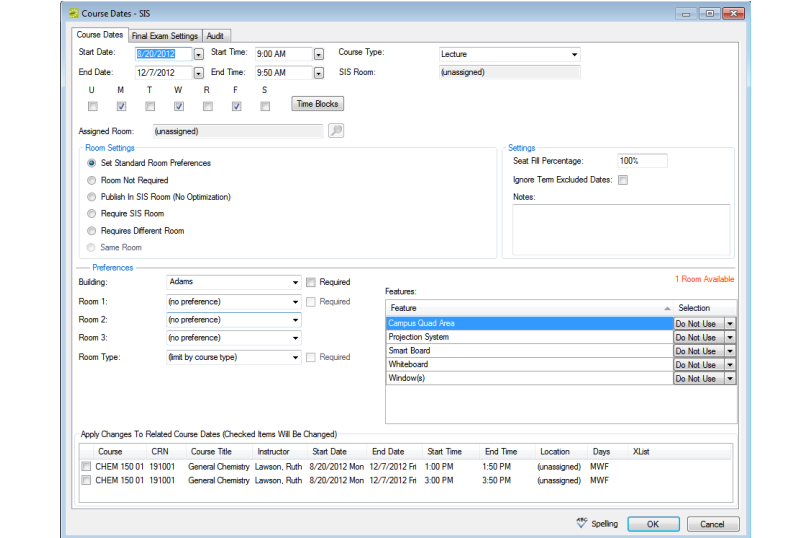 Course Dates - SIS
Course Dates Final Exam Settings Audit
Start Date: 8/20/2012 Start Time: 9:00 AM Course Type: Lecture
End Date: 12/7/2012 End Time: 9:50 AM SIS Room: (unassigned)
U M T W R F S
Time Blocks
Assigned Room: (unassigned)
Room Settings Settings
Set Standard Room Preferences Seat Fill Percentage: 100%
Room Not Required Ignore Term Excluded Dates:
Publish In SIS Room (No Optimization) Notes:
Require SIS Room
Requires Different Room
Same Room
Preferences
Building: Adams Required 1 Room Available
Features:
Room 1: (no preference) Required
Feature Selection
Room 2: (no preference) Campus Quad Area Do Not Use
Room 3: (no preference) Projection System Do Not Use
Smart Board Do Not Use
Room Type: (limit by course type) Required
Whiteboard Do Not Use
Window(s) Do Not Use
Apply Changes To Related Course Dates (Checked Items Will Be Changed)
Course CRN Course Title Instructor Start Date End Date Start Time End Time Location Days XList
CHEM 150 01 191001 General Chemistry Lawson, Ruth 8/20/2012 Mon 12/7/2012 Fri 1:00 PM 1:50 PM (unassigned) MWF
CHEM 150 01 191001 General Chemistry Lawson, Ruth 8/20/2012 Mon 12/7/2012 Fri 3:00 PM 3:50 PM (unassigned) MWF
ABC Spelling OK Cancel